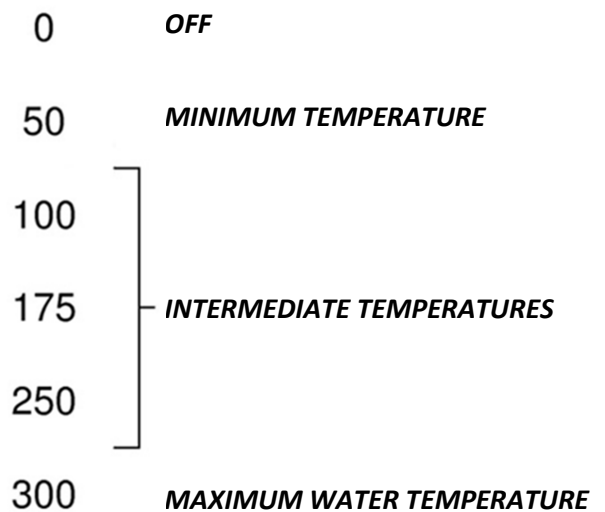 0 OFF
50 MINIMUM TEMPERATURE
100
175 INTERMEDIATE TEMPERATURES
250
300 MAXIMUM WATER TEMPERATURE